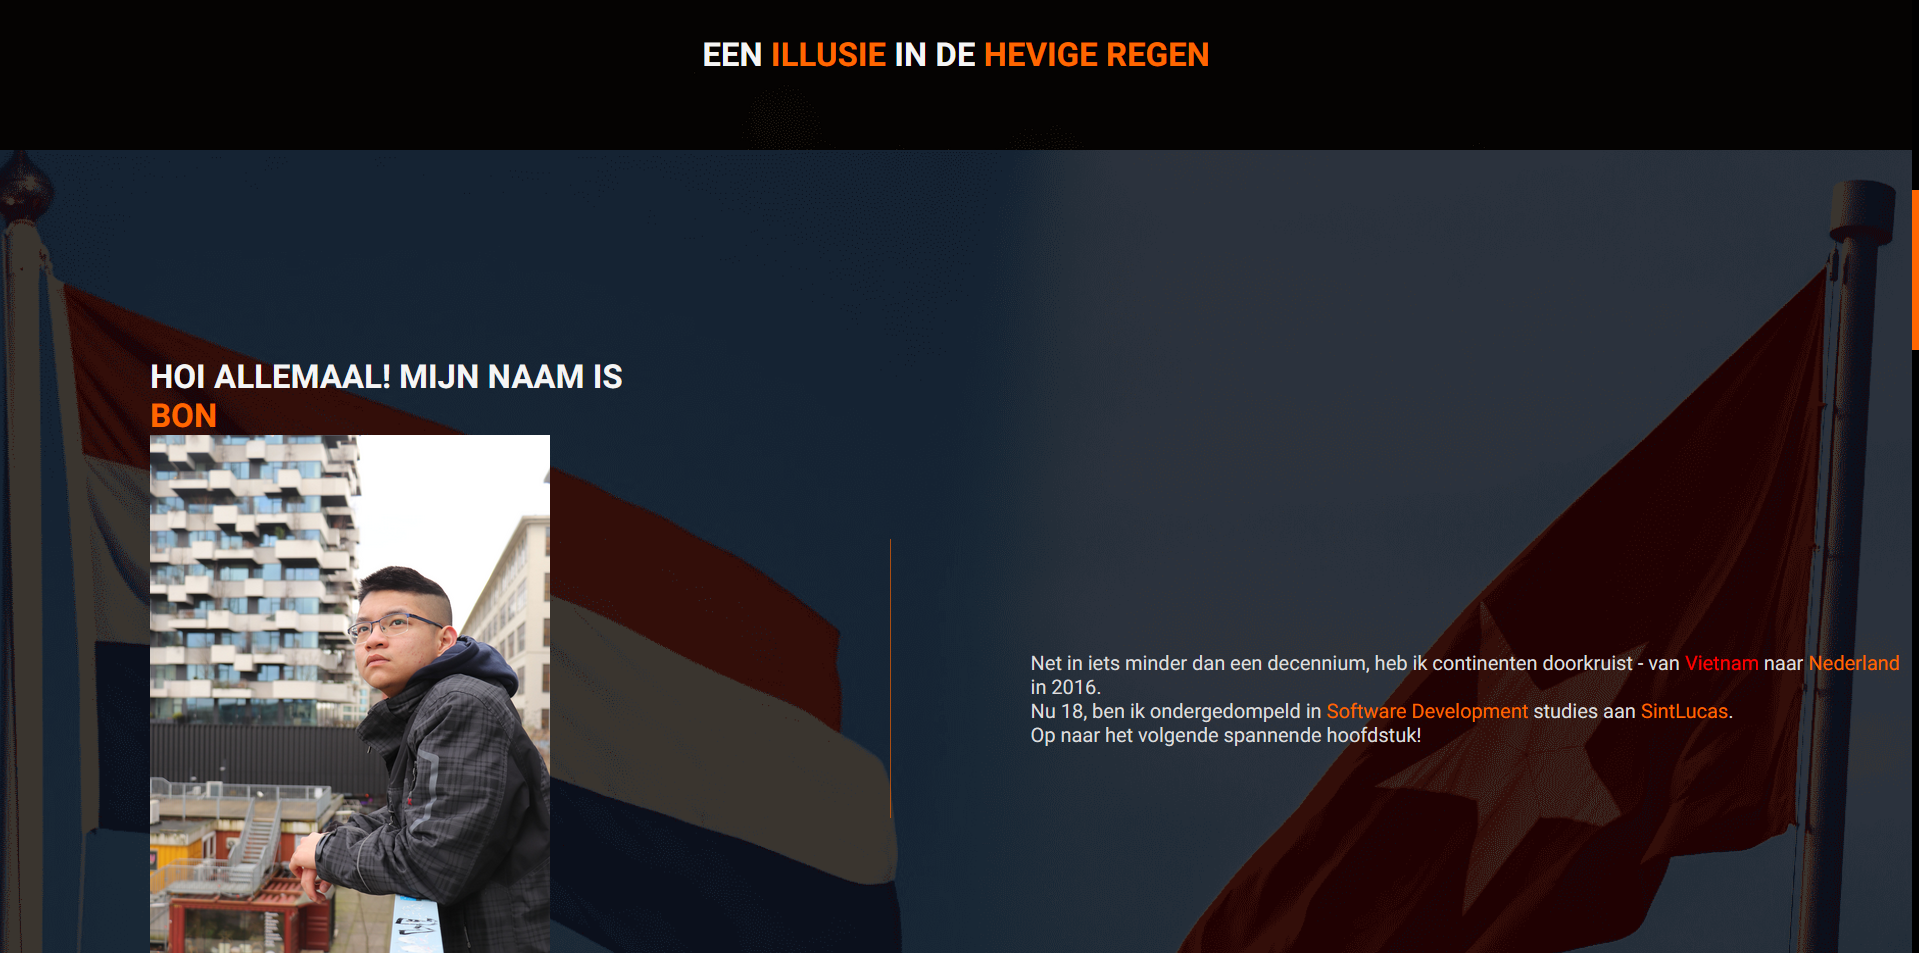 EEN ILLUSIE IN DE HEVIGE REGEN
HOI ALLEMAAL! MIJN NAAM IS
BON
Net in iets minder dan een decennium, heb ik continenten doorkruist - van Vietnam naar Nederland
in 2016.
Nu 18, ben ik ondergedompeld in Software Development studies aan SintLucas.
Op naar het volgende spannende hoofdstuk!